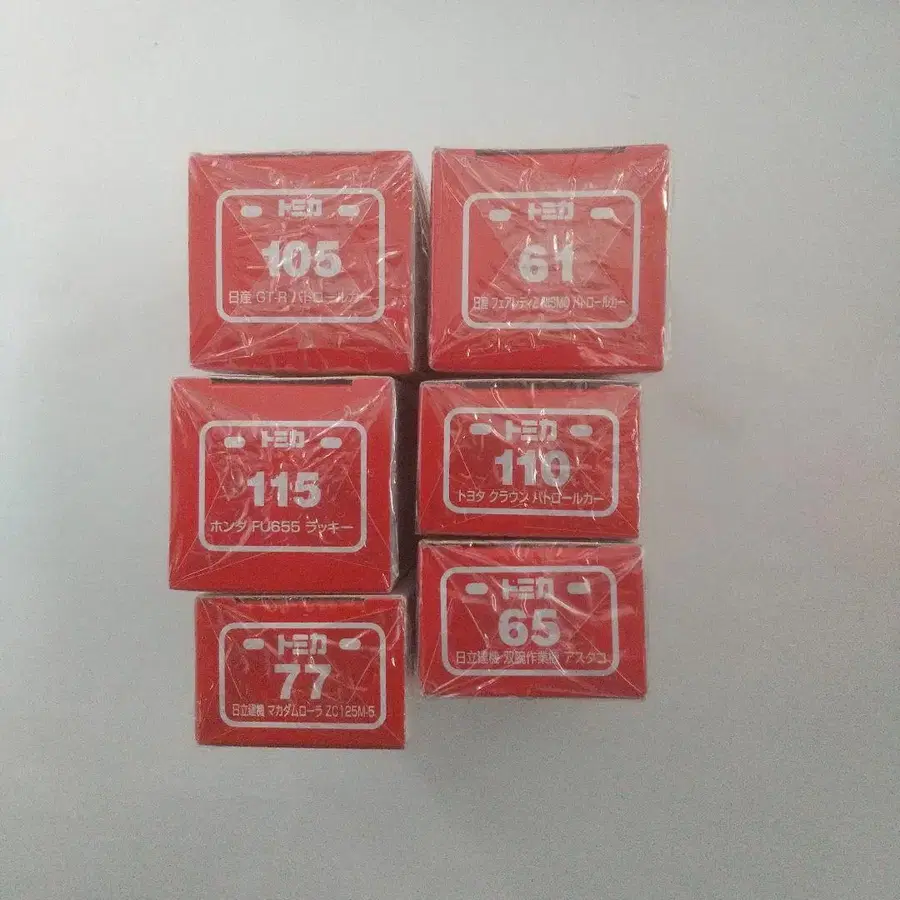 トミカ
105
日産 GT-R パトロールカー
トミカ
61
日産 フェアレディZ NISMO パトロールカー
トミカ
115
ホンダ FU655 ラッキー
トミカ
110
トヨタ クラウン パトロールカー
トミカ
65
日立建機 双腕作業機 アスタコ
トミカ
77
日立建機 マカダムローラ ZC125M-5